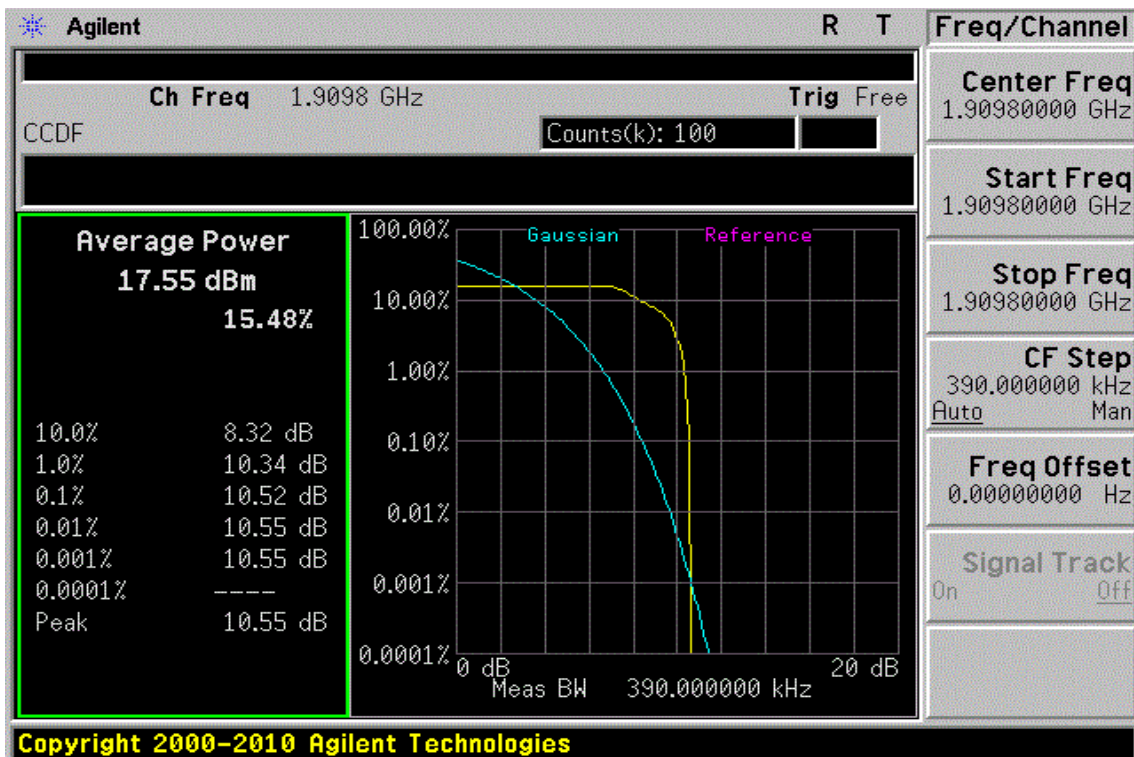 Agilent R T
Ch Freq 1.9098 GHz Trig Free
CCDF Counts(k): 100
Average Power
17.55 dBm
15.48%
10.0% 8.32 dB
1.0% 10.34 dB
0.1% 10.52 dB
0.01% 10.55 dB
0.001% 10.55 dB
0.0001% ----
Peak 10.55 dB
Gaussian Reference
100.00%
10.00%
1.00%
0.10%
0.01%
0.001%
0.0001%
0 dB 20 dB
Meas BW 390.000000 kHz
Freq/Channel
Center Freq
1.90980000 GHz
Start Freq
1.90980000 GHz
Stop Freq
1.90980000 GHz
CF Step
390.000000 kHz
Auto Man
Freq Offset
0.00000000 Hz
Signal Track
On Off
Copyright 2000-2010 Agilent Technologies